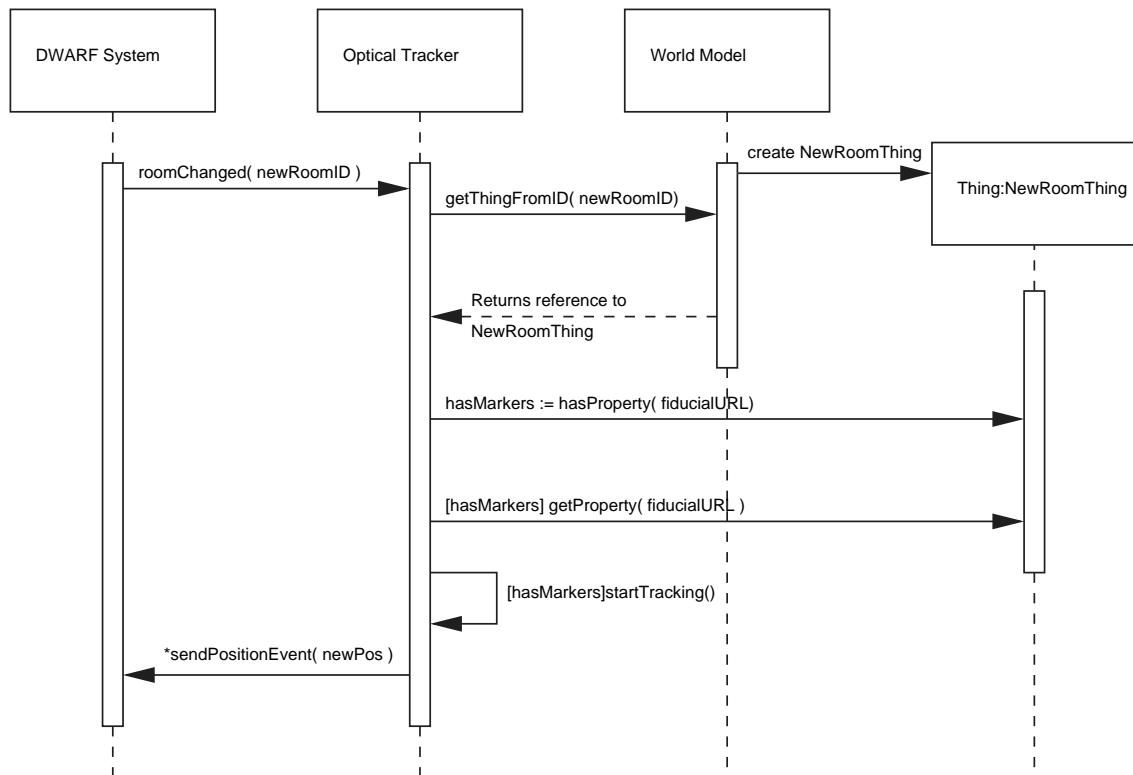 DWARF System
Optical Tracker
World Model
create NewRoomThing
Thing:NewRoomThing
roomChanged( newRoomID )
getThingFromID( newRoomID)
Returns reference to
NewRoomThing
hasMarkers := hasProperty( fiducialURL)
[hasMarkers] getProperty( fiducialURL )
[hasMarkers]startTracking()
*sendPositionEvent( newPos )